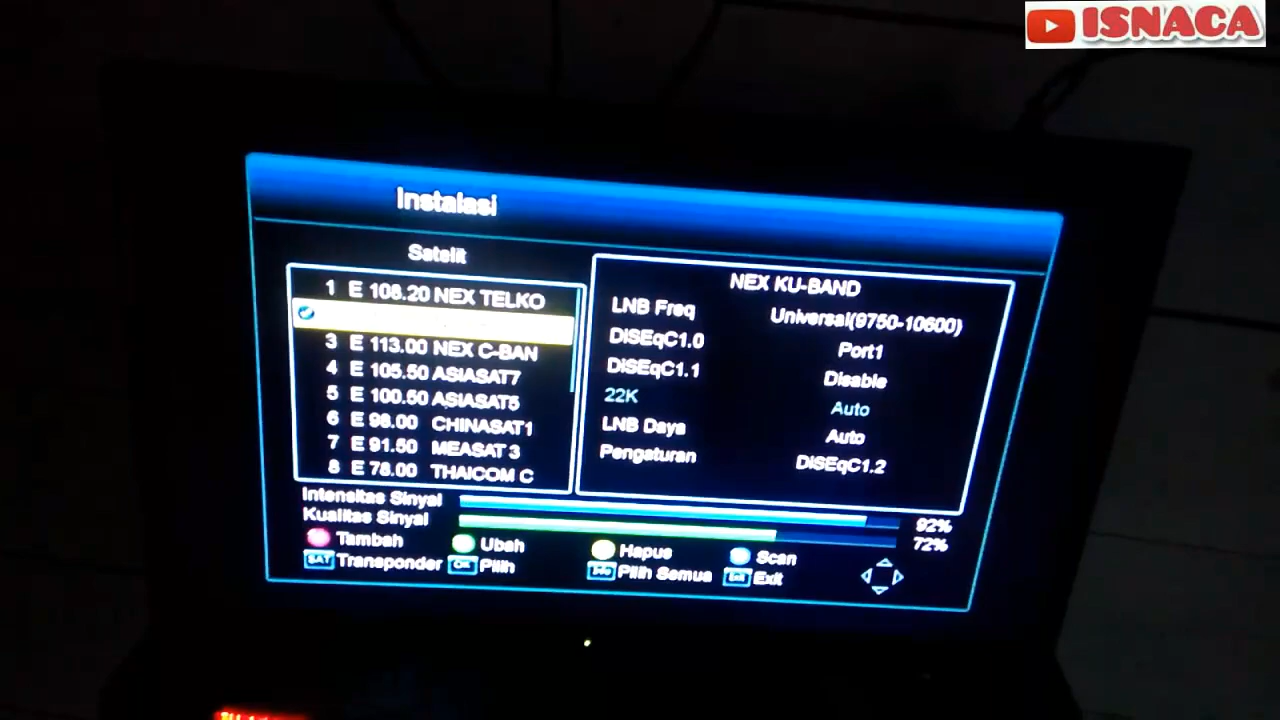 ISNACA
Instalasi
Satelit
1 E 108.20 NEX TELKO
3 E 113.00 NEX C-BAN
4 E 105.50 ASIASAT7
5 E 100.50 ASIASAT5
6 E 98.00 CHINASAT1
7 E 91.50 MEASAT 3
8 E 78.00 THAICOM C
NEX KU-BAND
LNB Freq Universal(9750-10600)
DiSEqC1.0 Port1
DiSEqC1.1 Disable
22K Auto
LNB Daya Auto
Pengaturan DiSEqC1.2
Intensitas Sinyal 92%
Kualitas Sinyal 72%
Tambah Ubah Hapus Scan
SAT Transponder OK Pilih Info Pilih Semua Exit Exit